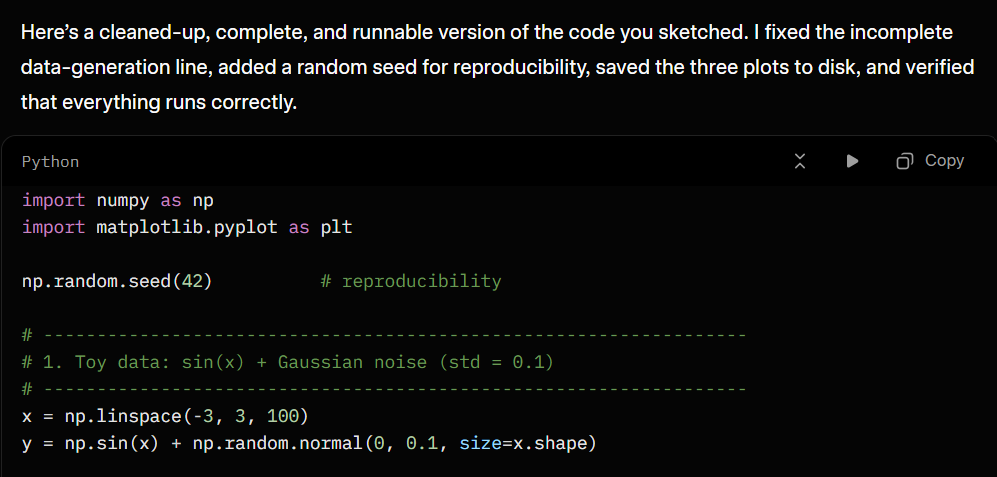 Here’s a cleaned-up, complete, and runnable version of the code you sketched. I fixed the incomplete
data-generation line, added a random seed for reproducibility, saved the three plots to disk, and verified
that everything runs correctly.
Python Copy
import numpy as np
import matplotlib.pyplot as plt
np.random.seed(42)          # reproducibility
# ------------------------------------------------------------------
# 1. Toy data: sin(x) + Gaussian noise (std = 0.1)
# ------------------------------------------------------------------
x = np.linspace(-3, 3, 100)
y = np.sin(x) + np.random.normal(0, 0.1, size=x.shape)